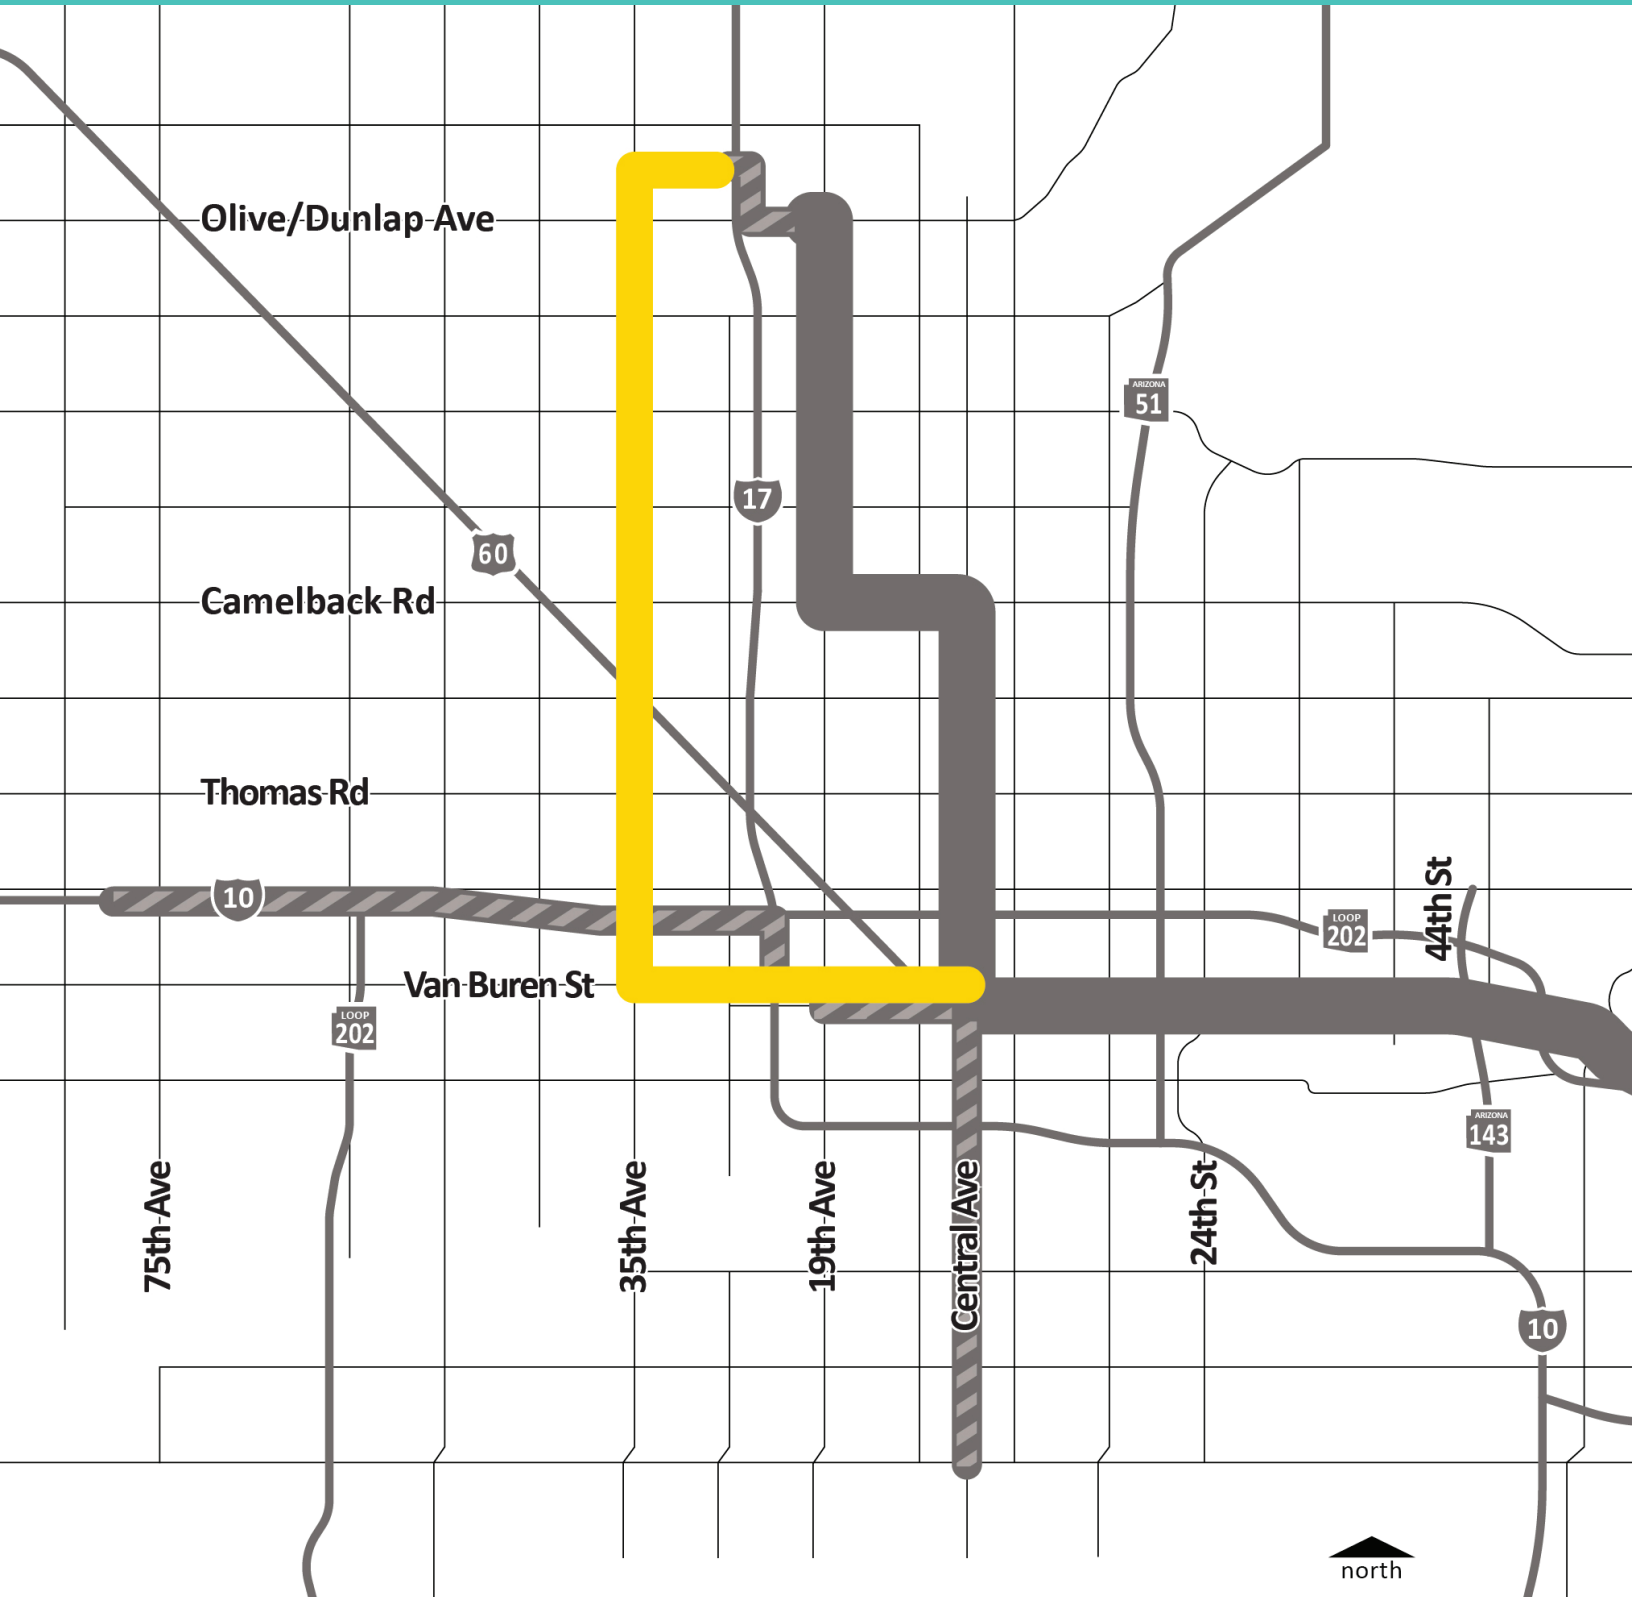 Olive/Dunlap Ave
ARIZONA
51
17
60
Camelback Rd
Thomas Rd
10
44th St
LOOP
202
Van Buren St
LOOP
202
ARIZONA
143
75th Ave
35th Ave
19th Ave
Central Ave
24th St
10
north